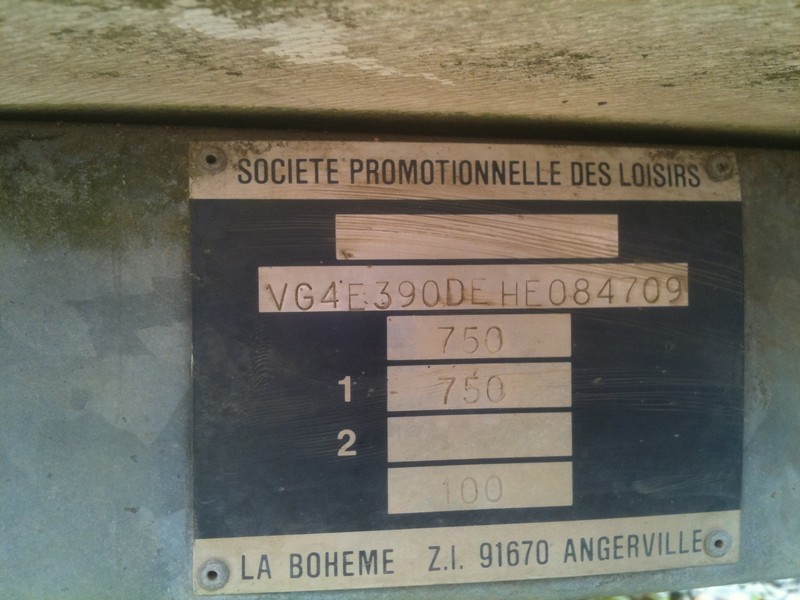 SOCIETE PROMOTIONNELLE DES LOISIRS
VG4E390DEHE084709
750
1 - 750
2
100
LA BOHEME Z.I. 91670 ANGERVILLE